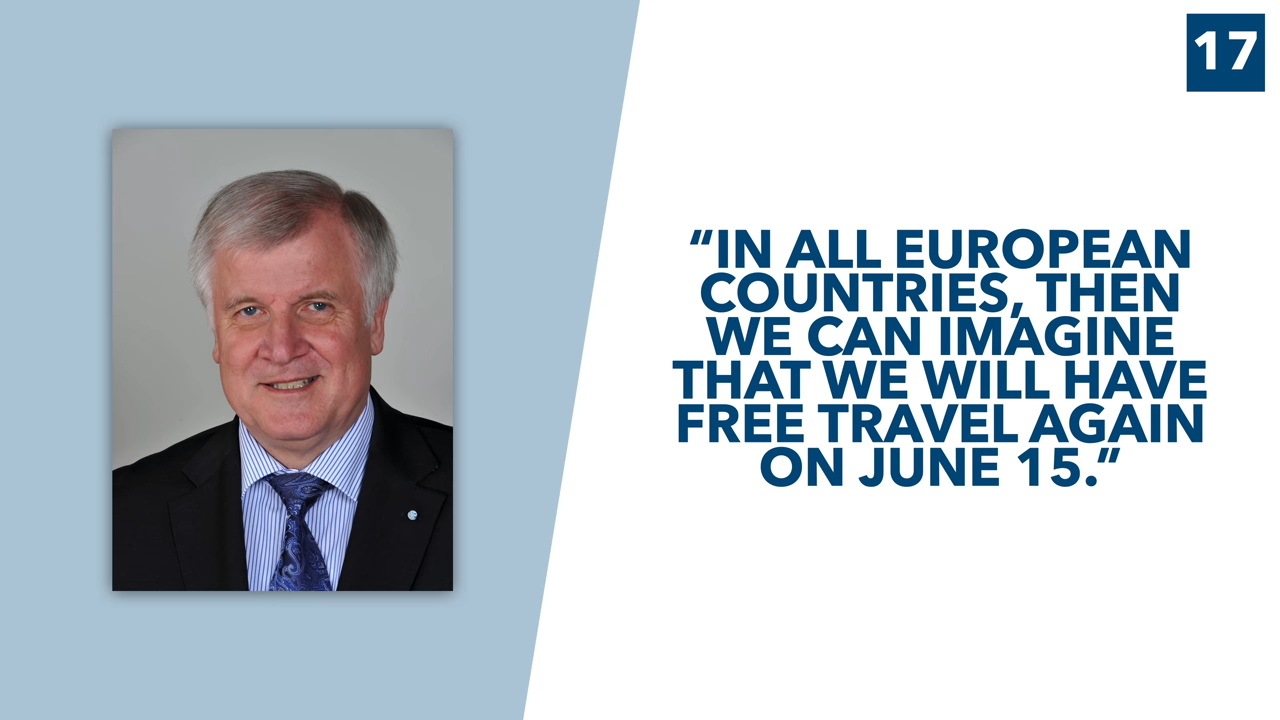 17
“IN ALL EUROPEAN
COUNTRIES, THEN
WE CAN IMAGINE
THAT WE WILL HAVE
FREE TRAVEL AGAIN
ON JUNE 15.”